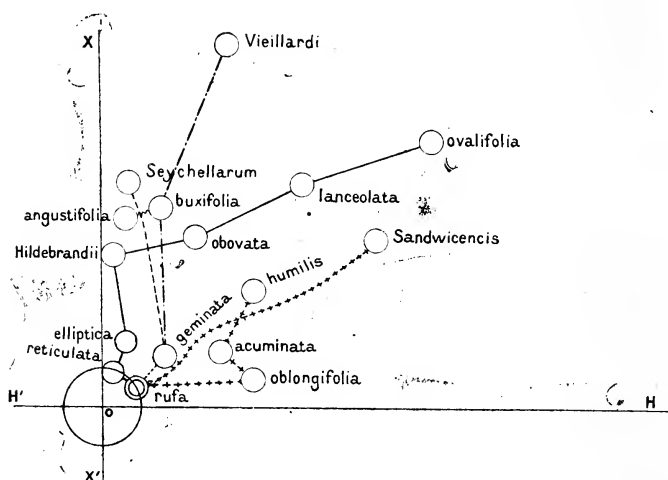 X
Vieillardi
ovalifolia
Seychellarum
buxifolia
lanceolata
angustifolia
Sandwicencis
obovata
Hildebrandii
humilis
geminata
elliptica
reticulata
acuminata
oblongifolia
rufa
H'
H
o
X'